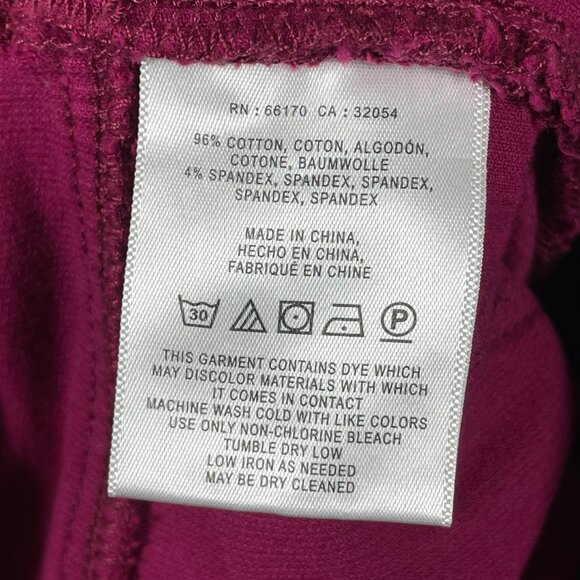 RN : 66170 CA : 32054
96% COTTON, COTON, ALGODÓN,
COTONE, BAUMWOLLE
4% SPANDEX, SPANDEX, SPANDEX,
SPANDEX, SPANDEX
MADE IN CHINA,
HECHO EN CHINA,
FABRIQUÉ EN CHINE
30 P
THIS GARMENT CONTAINS DYE WHICH
MAY DISCOLOR MATERIALS WITH WHICH
IT COMES IN CONTACT
MACHINE WASH COLD WITH LIKE COLORS
USE ONLY NON-CHLORINE BLEACH
TUMBLE DRY LOW
LOW IRON AS NEEDED
MAY BE DRY CLEANED